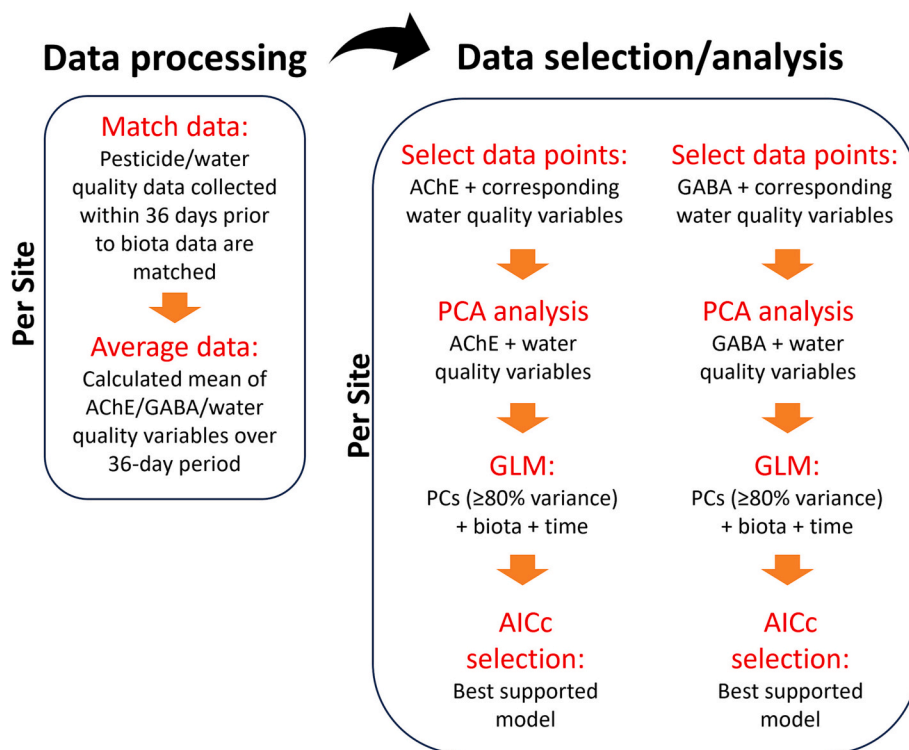 Data processing
Per Site
Match data:
Pesticide/water
quality data collected
within 36 days prior
to biota data are
matched
Average data:
Calculated mean of
AChE/GABA/water
quality variables over
36-day period
Data selection/analysis
Per Site
Select data points:
AChE + corresponding
water quality variables
PCA analysis
AChE + water
quality variables
GLM:
PCs (≥80% variance)
+ biota + time
AICc
selection:
Best supported
model
Select data points:
GABA + corresponding
water quality variables
PCA analysis
GABA + water
quality variables
GLM:
PCs (≥80% variance)
+ biota + time
AICc
selection:
Best supported
model